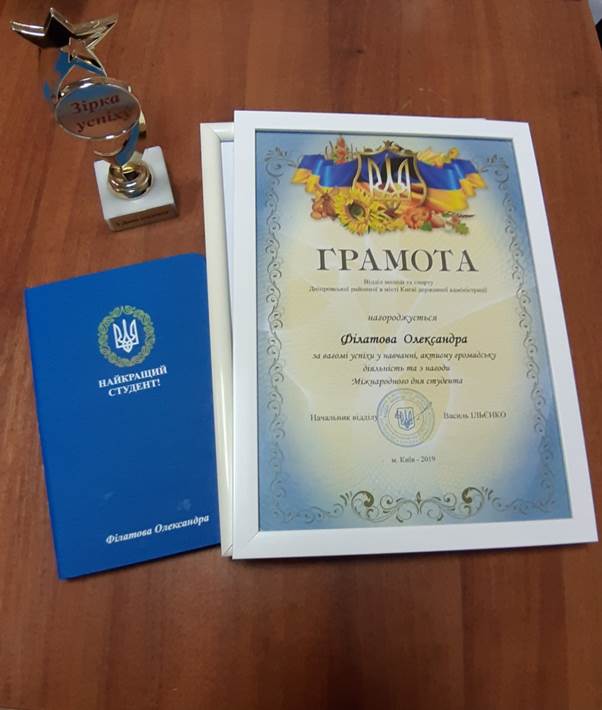 Зірка
успіху
НАЙКРАЩИЙ
СТУДЕНТ!
Філатова Олександра
ГРАМОТА
Відділ молоді та спорту
Дніпровської районної в місті Києві державної адміністрації
нагороджується
Філатова Олександра
за вагомі успіхи у навчанні, активну громадську
діяльність та з нагоди
Міжнародного дня студента
Начальник відділу
Василь ІЛЬЄНКО
м. Київ - 2019